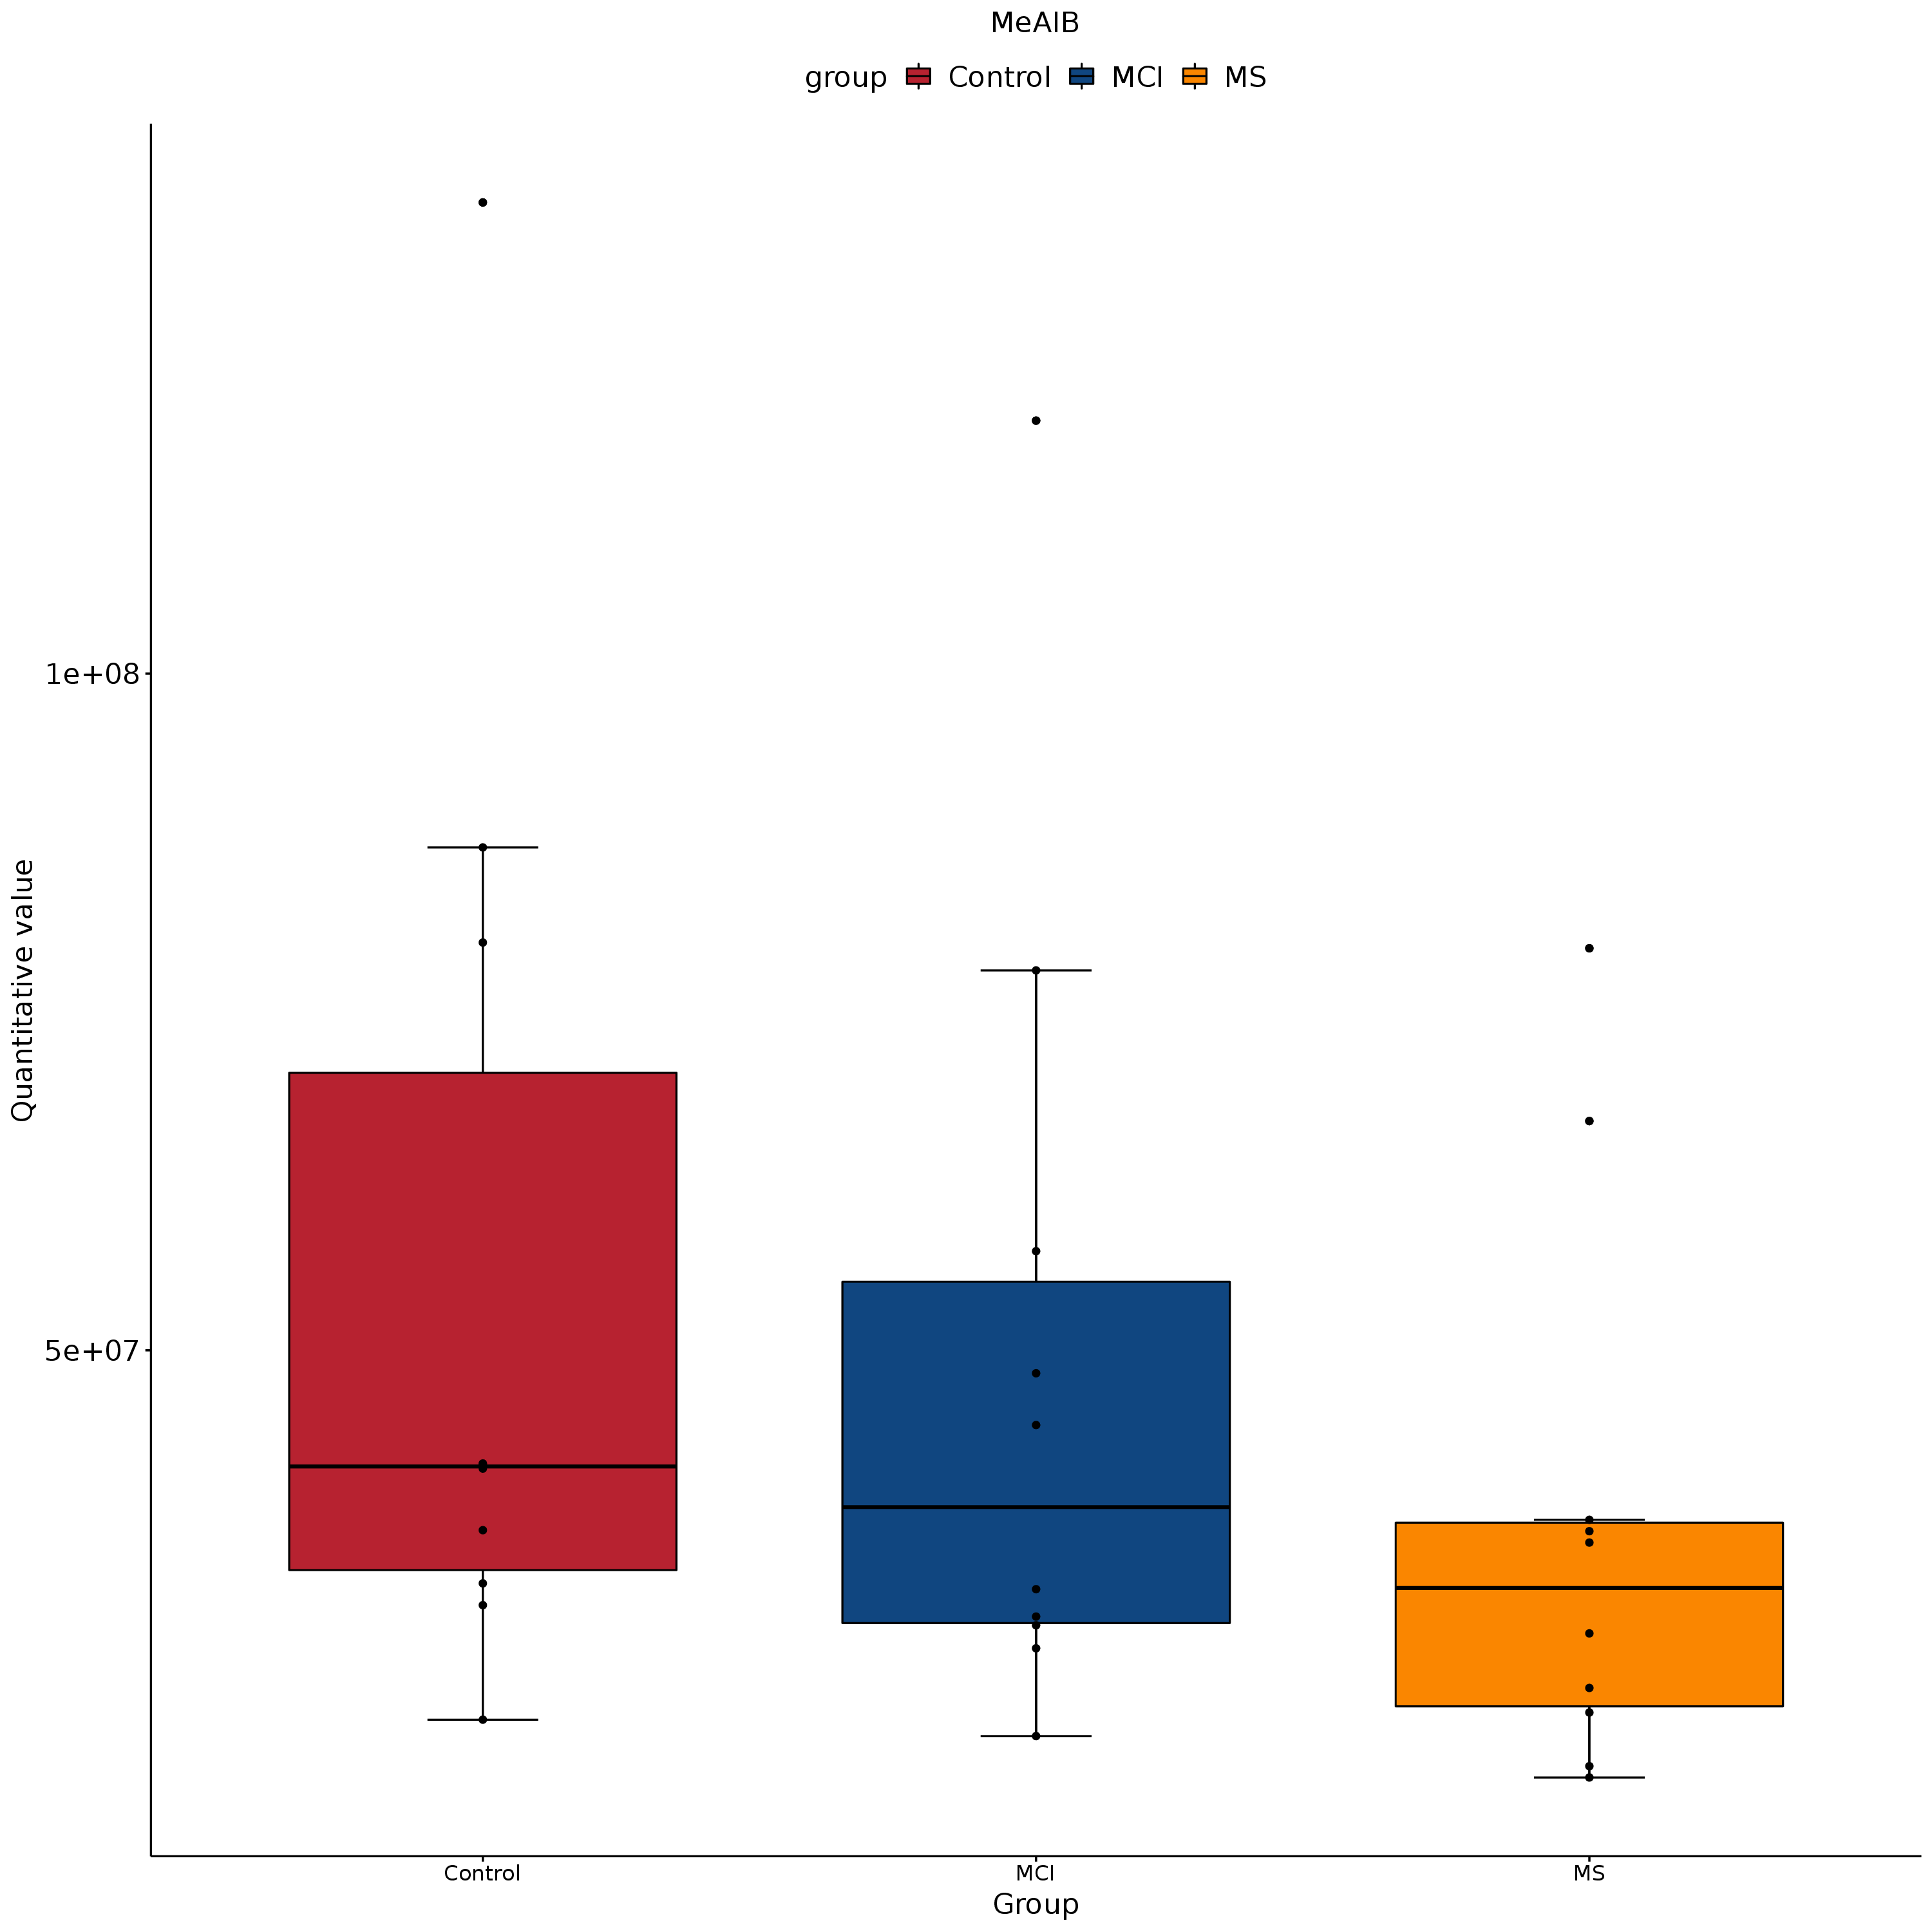 MeAIB
group Control MCI MS
1e+08
5e+07
Quantitative value
Control MCI MS
Group